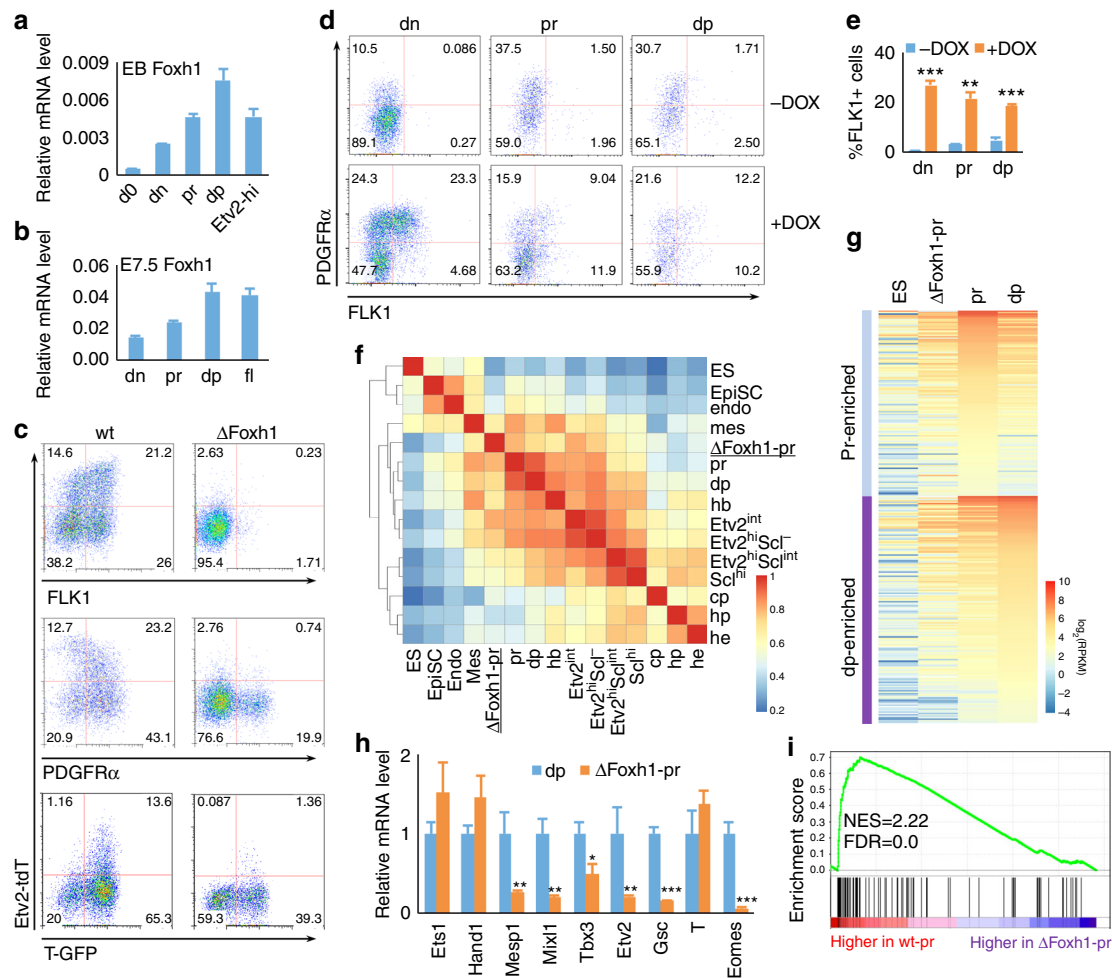 a
EB Foxh1
Relative mRNA level
0.009
0.006
0.003
0
d0
dn
pr
dp
Etv2-hi
b
E7.5 Foxh1
Relative mRNA level
0.06
0.04
0.02
0.00
dn
pr
dp
fl
c
wt
ΔFoxh1
14.6
21.2
38.2
26
2.63
0.23
95.4
1.71
FLK1
12.7
23.2
20.9
43.1
2.76
0.74
76.6
19.9
PDGFRα
1.16
13.6
20
65.3
0.087
1.36
59.3
39.3
Etv2-tdT
T-GFP
d
dn
pr
dp
10.5
0.086
89.1
0.27
37.5
1.50
59.0
1.96
30.7
1.71
65.1
2.50
−DOX
24.3
23.3
47.7
4.68
15.9
9.04
63.2
11.9
21.6
12.2
55.9
10.2
+DOX
PDGFRα
FLK1
e
−DOX
+DOX
%FLK1+ cells
40
20
0
***
**
***
dn
pr
dp
f
ES
EpiSC
endo
mes
ΔFoxh1-pr
pr
dp
hb
Etv2int
Etv2hiScl−
Etv2hiSclint
Sclhi
cp
hp
he
ES
EpiSC
Endo
Mes
ΔFoxh1-pr
pr
dp
hb
Etv2int
Etv2hiScl−
Etv2hiSclint
Sclhi
cp
hp
he
1
0.8
0.6
0.4
0.2
g
ES
ΔFoxh1-pr
pr
dp
Pr-enriched
dp-enriched
10
8
6
4
2
0
−2
−4
log2(RPKM)
h
Relative mRNA level
2
1
0
dp
ΔFoxh1-pr
**
**
*
**
***
***
Ets1
Hand1
Mesp1
Mixl1
Tbx3
Etv2
Gsc
T
Eomes
i
Enrichment score
0.7
0.6
0.5
0.4
0.3
0.2
0.1
0.0
NES=2.22
FDR=0.0
Higher in wt-pr
Higher in ΔFoxh1-pr